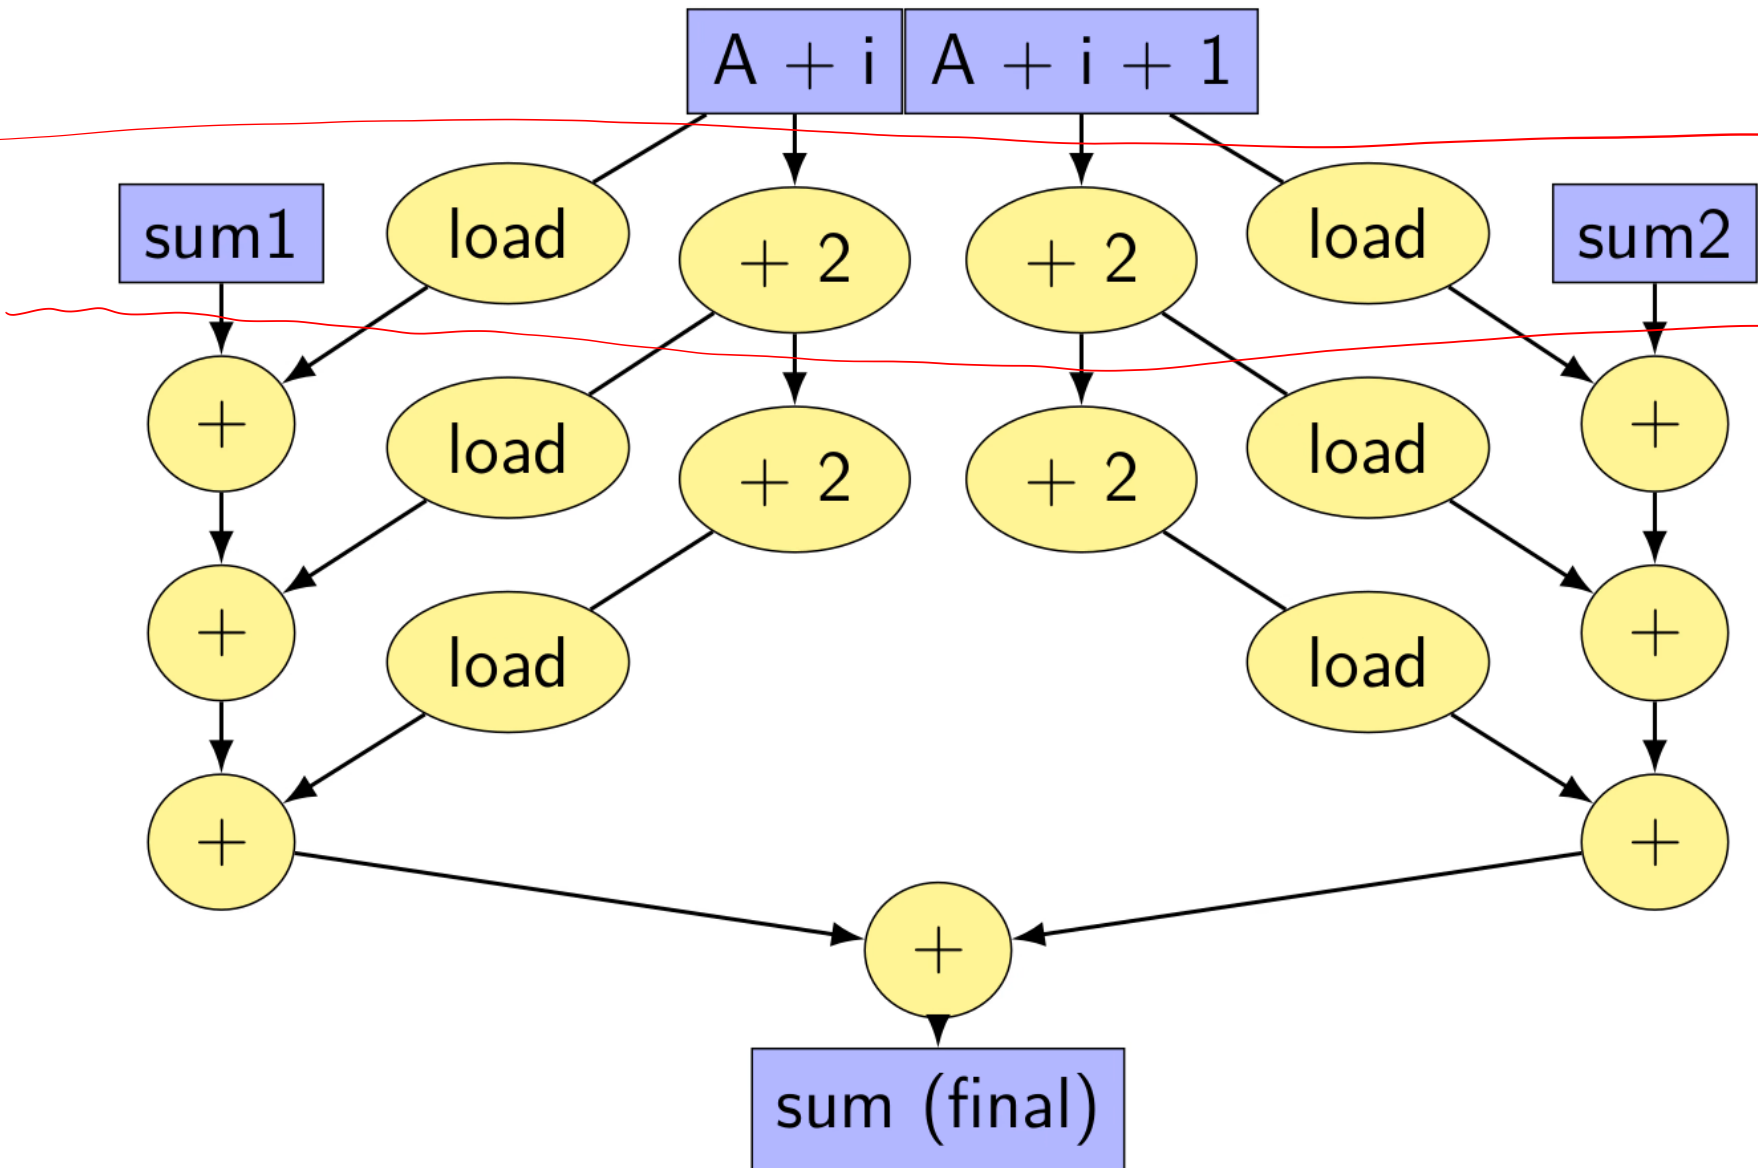 A + i A + i + 1
sum1 load + 2 + 2 load sum2
+ load + 2 + 2 load +
+ load load +
+ + +
sum (final)